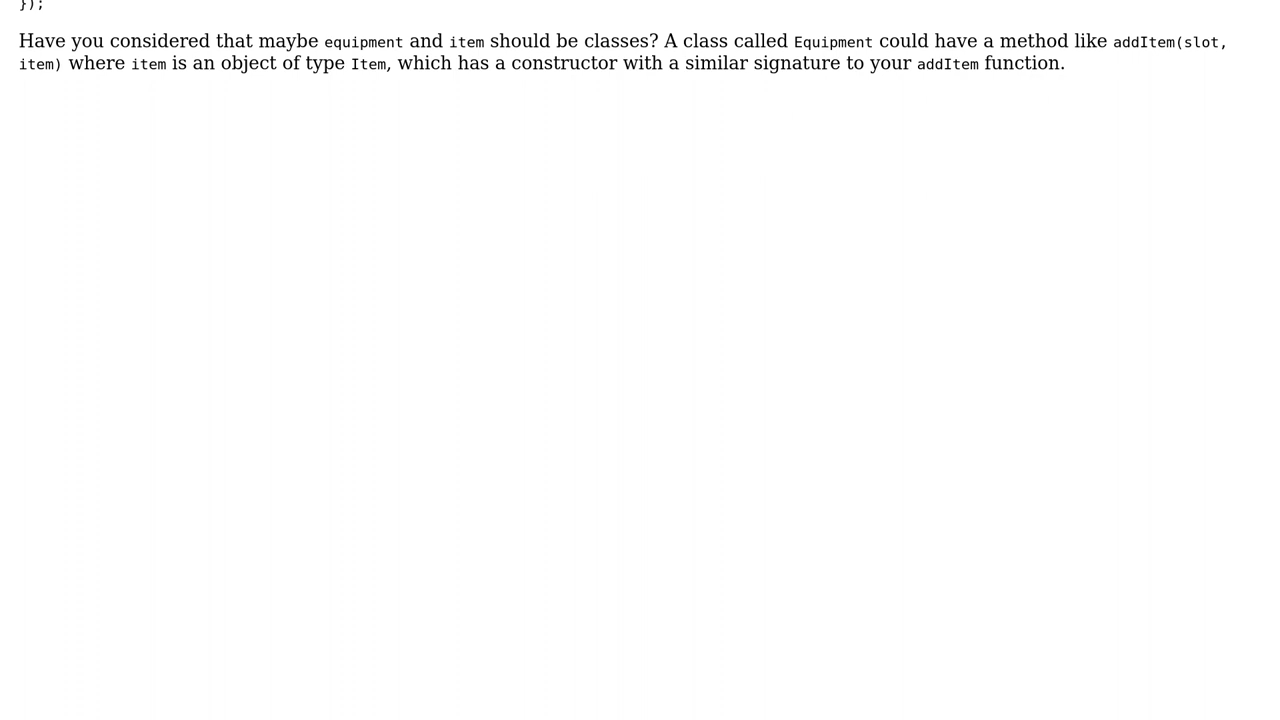 });
Have you considered that maybe equipment and item should be classes? A class called Equipment could have a method like addItem(slot,
item) where item is an object of type Item, which has a constructor with a similar signature to your addItem function.